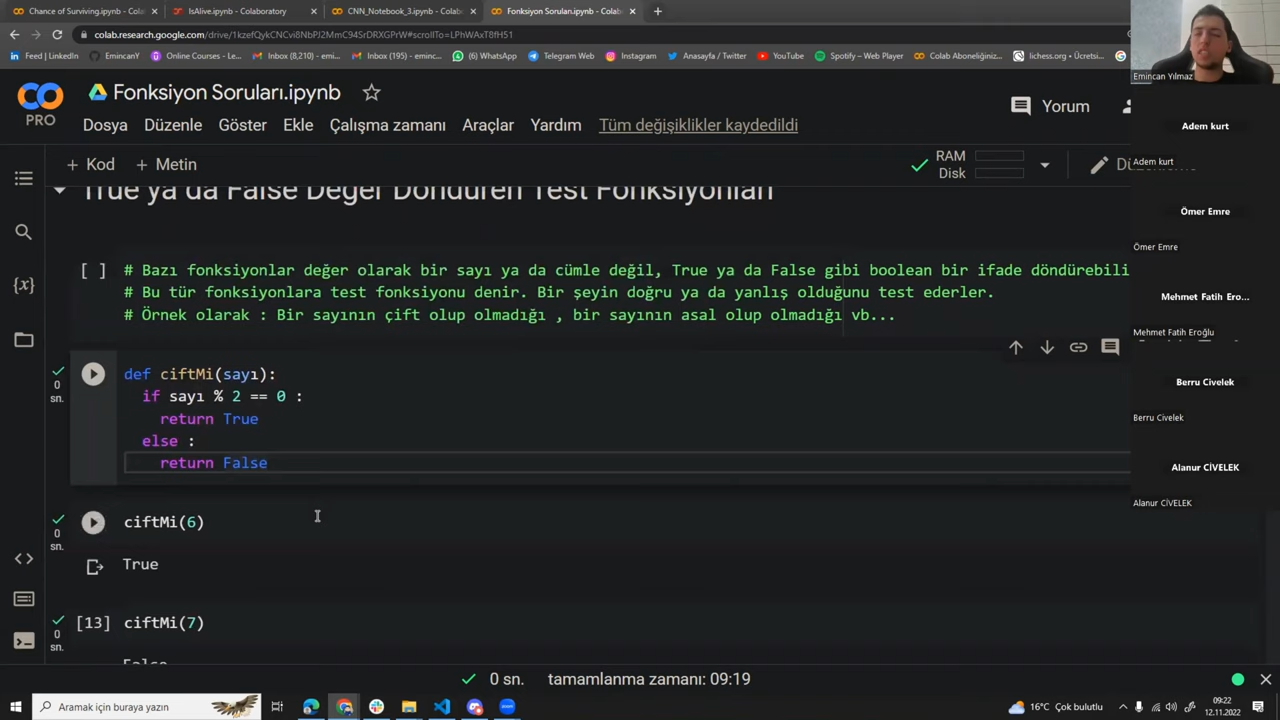 Chance of Surviving.ipynb - Colab
IsAlive.ipynb - Colaboratory
CNN_Notebook_3.ipynb - Colab
Fonksiyon Soruları.ipynb - Colab
colab.research.google.com/drive/1kzefQykCNCvi8NbPJ2MmC94SrDRXGPrW#scrollTo=LPhWAxT8fH51
Feed | LinkedIn
EmincanY
Online Courses - Le...
Inbox (8,210) - emi...
Inbox (195) - eminc...
(6) WhatsApp
Telegram Web
Instagram
Anasayfa / Twitter
YouTube
Spotify – Web Player
Colab Aboneliğiniz...
lichess.org • Ücretsi...
Emincan Yılmaz
PRO
Fonksiyon Soruları.ipynb
Dosya Düzenle Göster Ekle Çalışma zamanı Araçlar Yardım Tüm değişiklikler kaydedildi
Yorum
+ Kod + Metin
RAM
Disk
True ya da False Değer Döndüren Test Fonksiyonları
[ ] # Bazı fonksiyonlar değer olarak bir sayı ya da cümle değil, True ya da False gibi boolean bir ifade döndürebili
# Bu tür fonksiyonlara test fonksiyonu denir. Bir şeyin doğru ya da yanlış olduğunu test ederler.
# Örnek olarak : Bir sayının çift olup olmadığı , bir sayının asal olup olmadığı vb...
0
sn.
def ciftMi(sayı):
if sayı % 2 == 0 :
return True
else :
return False
0
sn.
ciftMi(6)
True
0
sn.
[13] ciftMi(7)
False
0 sn. tamamlanma zamanı: 09:19
Adem kurt
Adem kurt
Ömer Emre
Ömer Emre
Mehmet Fatih Ero...
Mehmet Fatih Eroğlu
Berru Civelek
Berru Civelek
Alanur CİVELEK
Alanur CİVELEK
Aramak için buraya yazın
16°C Çok bulutlu
09:22
12.11.2022